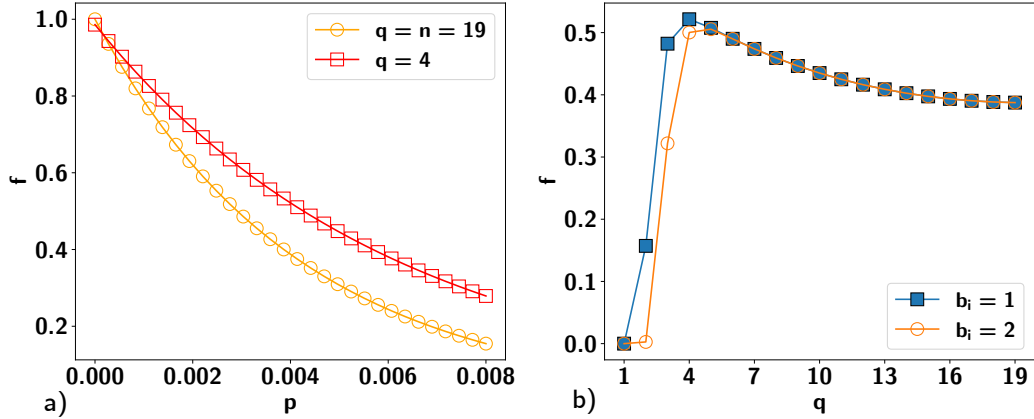 1.0
0.8
0.6
0.4
0.2
f
0.000
0.002
0.004
0.006
0.008
p
a)
q = n = 19
q = 4
0.5
0.4
0.3
0.2
0.1
0.0
f
1
4
7
10
13
16
19
q
b)
b_i = 1
b_i = 2